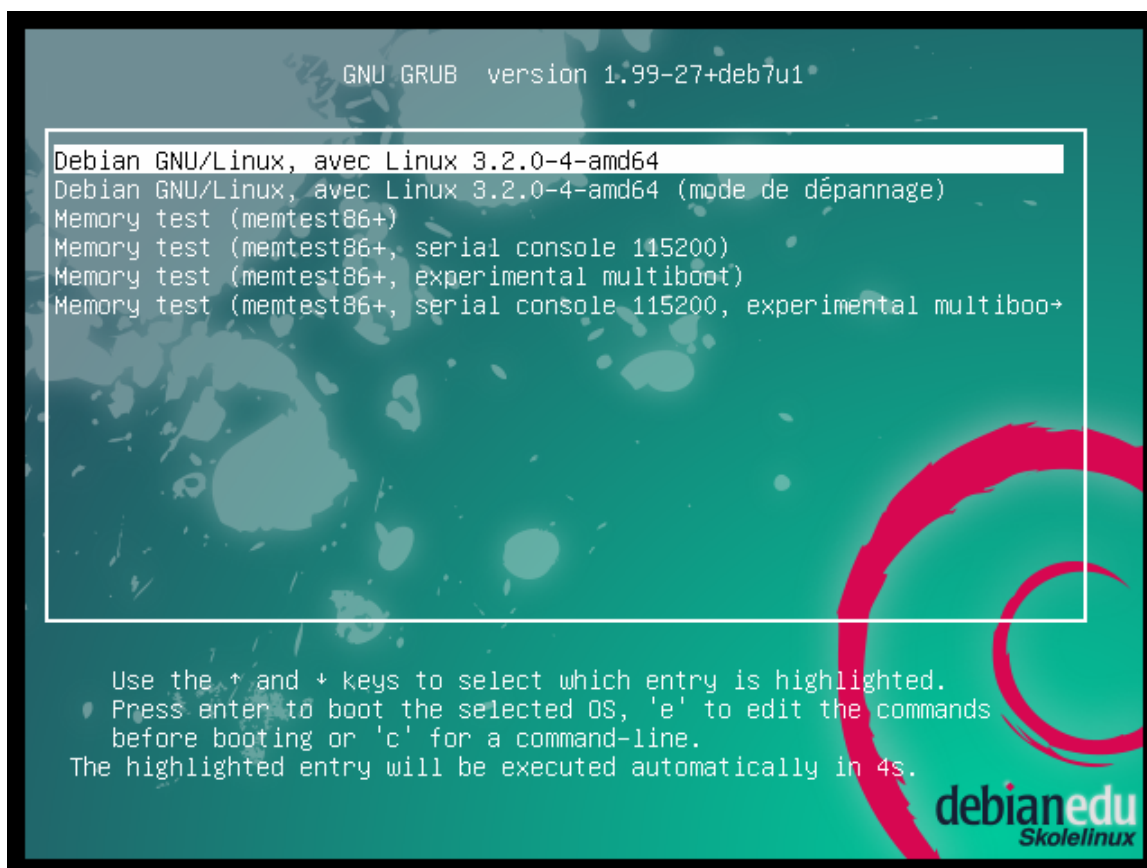 GNU GRUB  version 1.99-27+deb7u1
Debian GNU/Linux, avec Linux 3.2.0-4-amd64
Debian GNU/Linux, avec Linux 3.2.0-4-amd64 (mode de dépannage)
Memory test (memtest86+)
Memory test (memtest86+, serial console 115200)
Memory test (memtest86+, experimental multiboot)
Memory test (memtest86+, serial console 115200, experimental multiboo→
Use the ↑ and ↓ keys to select which entry is highlighted.
Press enter to boot the selected OS, 'e' to edit the commands
before booting or 'c' for a command-line.
The highlighted entry will be executed automatically in 4s.
debianedu
Skolelinux